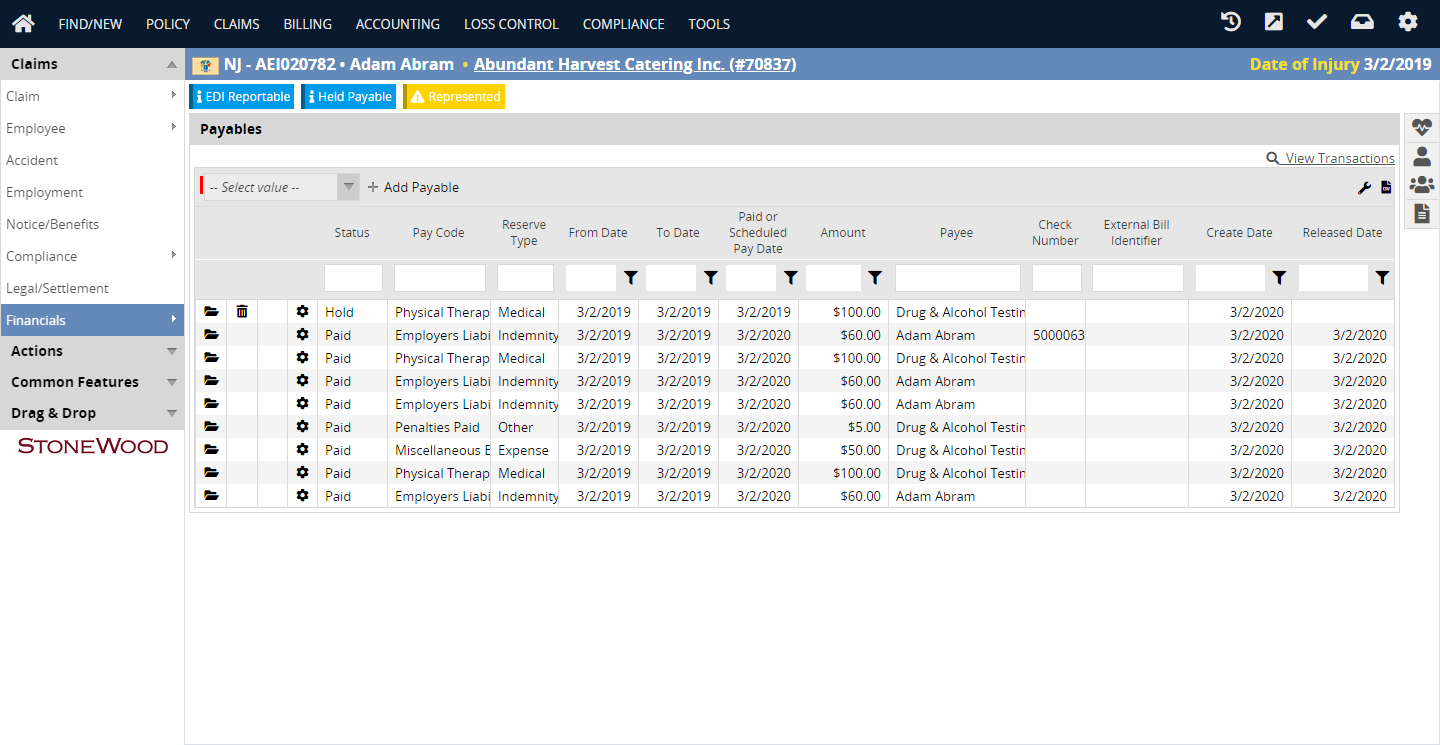 FIND/NEW POLICY CLAIMS BILLING ACCOUNTING LOSS CONTROL COMPLIANCE TOOLS
Claims
NJ - AEI020782 • Adam Abram • Abundant Harvest Catering Inc. (#70837) Date of Injury 3/2/2019
Claim
Employee
Accident
Employment
Notice/Benefits
Compliance
Legal/Settlement
Financials
Actions
Common Features
Drag & Drop
STONEWOOD
EDI Reportable Held Payable Represented
Payables
View Transactions
-- Select value -- Add Payable
Status Pay Code Reserve Type From Date To Date Paid or Scheduled Pay Date Amount Payee Check Number External Bill Identifier Create Date Released Date
Hold Physical Therap Medical 3/2/2019 3/2/2019 3/2/2019 $100.00 Drug & Alcohol Testin 3/2/2020
Paid Employers Liabi Indemnity 3/2/2019 3/2/2019 3/2/2020 $60.00 Adam Abram 5000063 3/2/2020 3/2/2020
Paid Physical Therap Medical 3/2/2019 3/2/2019 3/2/2020 $100.00 Drug & Alcohol Testin 3/2/2020 3/2/2020
Paid Employers Liabi Indemnity 3/2/2019 3/2/2019 3/2/2020 $60.00 Adam Abram 3/2/2020 3/2/2020
Paid Employers Liabi Indemnity 3/2/2019 3/2/2019 3/2/2020 $60.00 Adam Abram 3/2/2020 3/2/2020
Paid Penalties Paid Other 3/2/2019 3/2/2019 3/2/2020 $5.00 Drug & Alcohol Testin 3/2/2020 3/2/2020
Paid Miscellaneous E Expense 3/2/2019 3/2/2019 3/2/2020 $50.00 Drug & Alcohol Testin 3/2/2020 3/2/2020
Paid Physical Therap Medical 3/2/2019 3/2/2019 3/2/2020 $100.00 Drug & Alcohol Testin 3/2/2020 3/2/2020
Paid Employers Liabi Indemnity 3/2/2019 3/2/2019 3/2/2020 $60.00 Adam Abram 3/2/2020 3/2/2020